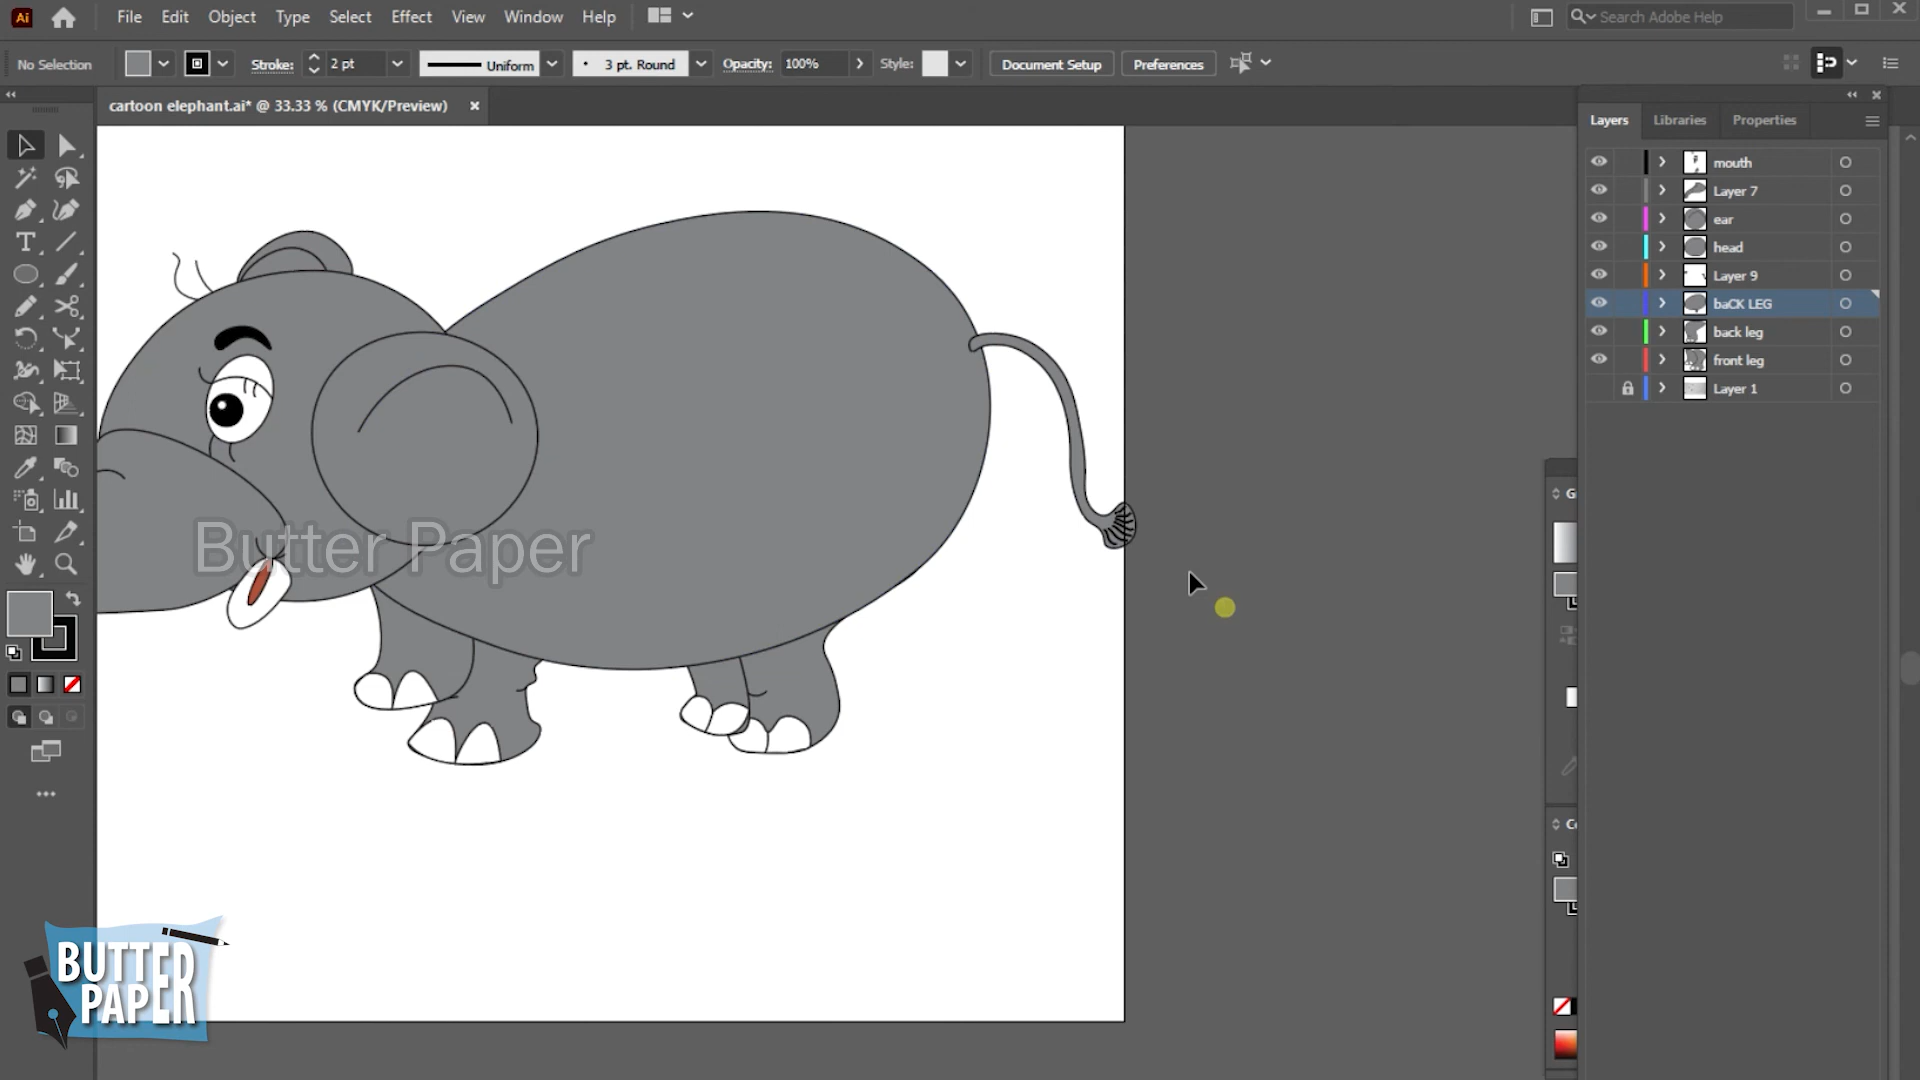 Ai File Edit Object Type Select Effect View Window Help Search Adobe Help
No Selection Stroke: 2 pt Uniform 3 pt. Round Opacity: 100% Style: Document Setup Preferences
cartoon elephant.ai* @ 33.33 % (CMYK/Preview)
Layers Libraries Properties
mouth
Layer 7
ear
head
Layer 9
baCK LEG
back leg
front leg
Layer 1
Butter Paper
BUTTER
PAPER